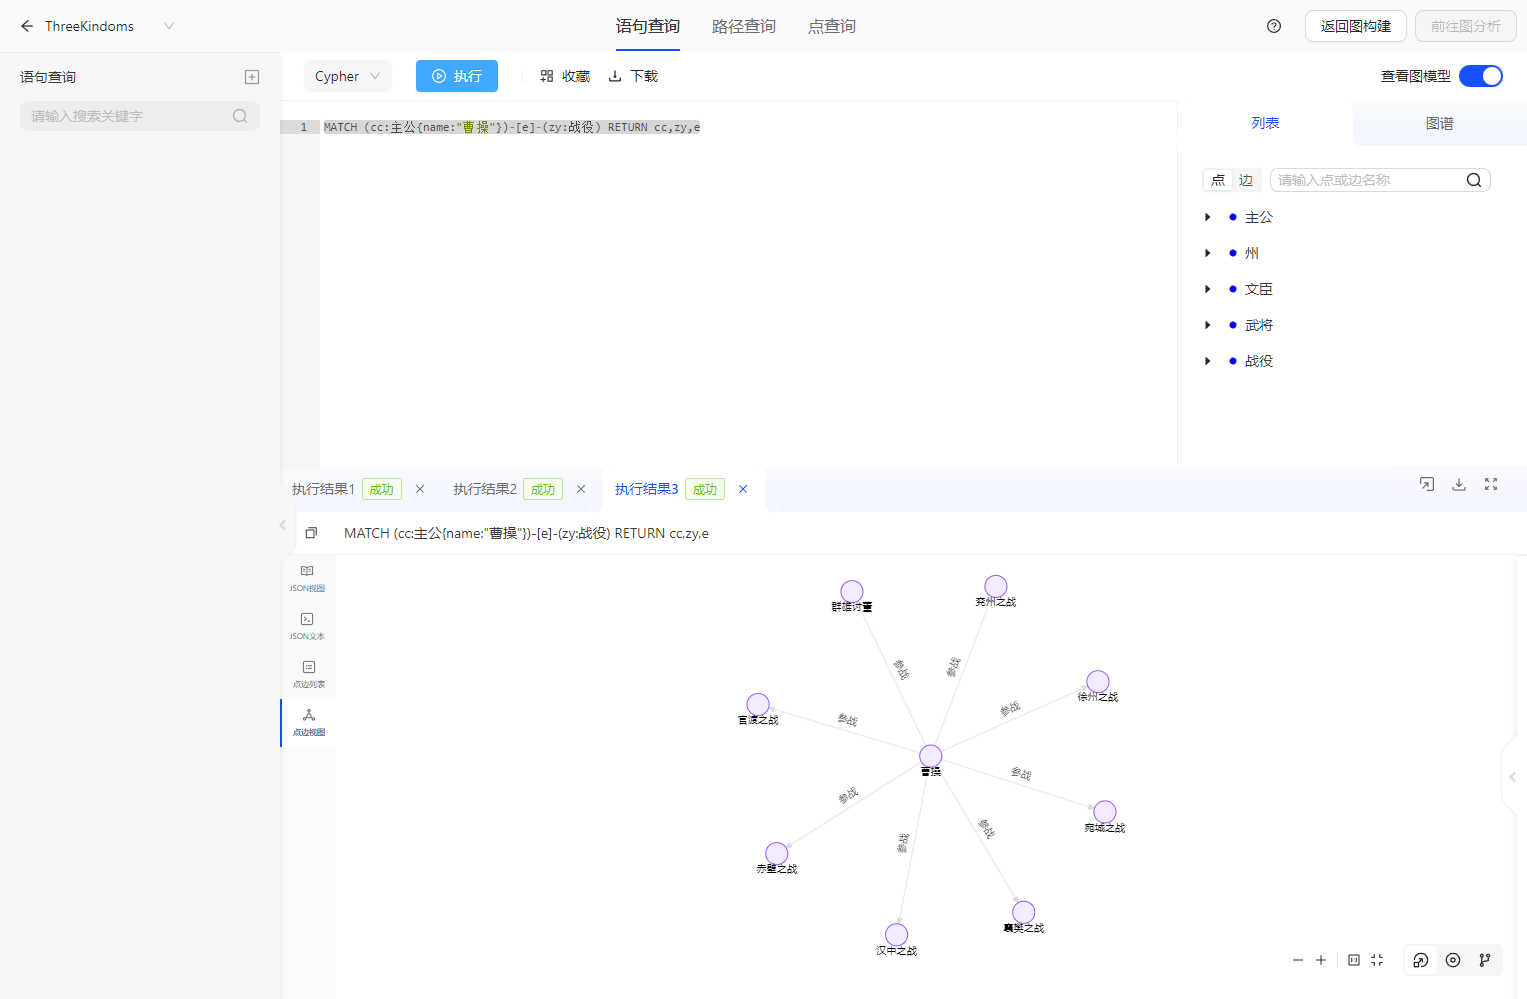 ThreeKindoms
语句查询
路径查询
点查询
返回图构建
前往图分析
语句查询
请输入搜索关键字
Cypher
执行
收藏
下载
查看图模型
1
MATCH (cc:主公{name:"曹操"})-[e]-(zy:战役) RETURN cc,zy,e
列表
图谱
点
边
请输入点或边名称
主公
州
文臣
武将
战役
执行结果1
成功
执行结果2
成功
执行结果3
成功
MATCH (cc:主公{name:"曹操"})-[e]-(zy:战役) RETURN cc,zy,e
JSON视图
JSON文本
点边列表
点边视图
群雄讨董
兖州之战
参战
参战
徐州之战
参战
官渡之战
参战
曹操
参战
参战
宛城之战
参战
参战
赤壁之战
襄樊之战
汉中之战